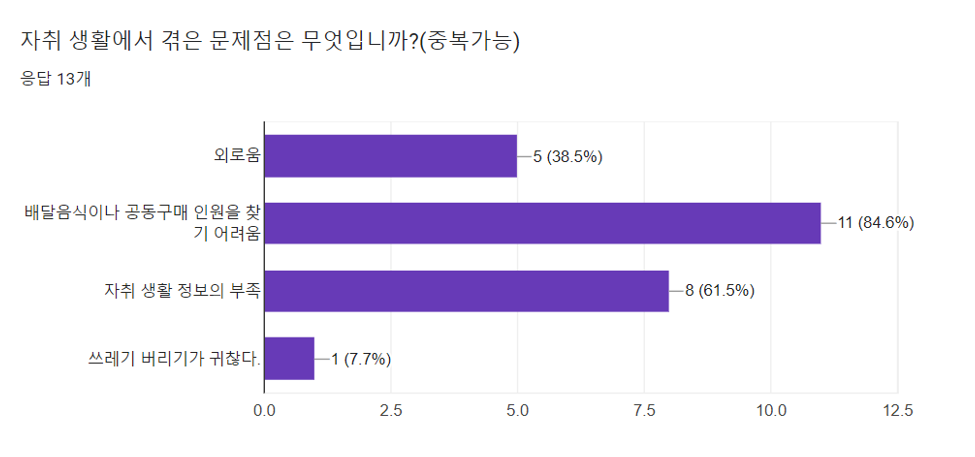 자취 생활에서 겪은 문제점은 무엇입니까?(중복가능)
응답 13개
외로움
5 (38.5%)
배달음식이나 공동구매 인원을 찾
기 어려움
11 (84.6%)
자취 생활 정보의 부족
8 (61.5%)
쓰레기 버리기가 귀찮다.
1 (7.7%)
0.0 2.5 5.0 7.5 10.0 12.5